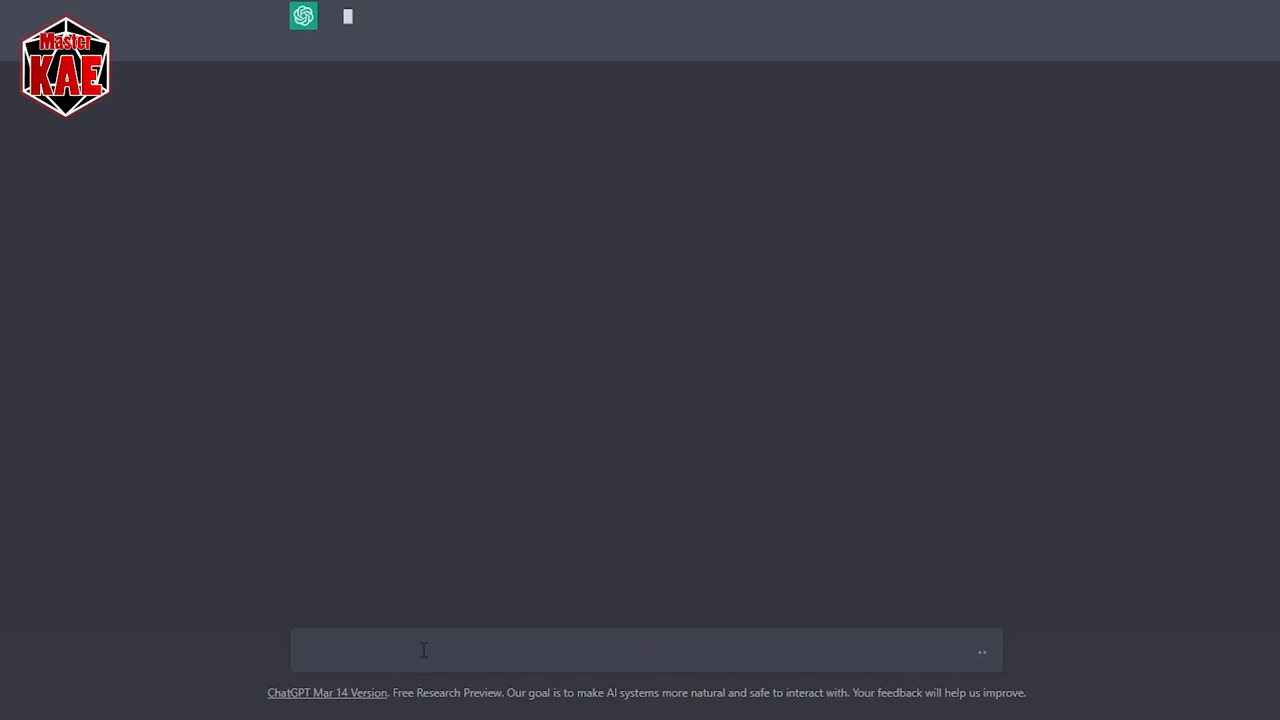 Master
KAE
ChatGPT Mar 14 Version. Free Research Preview. Our goal is to make AI systems more natural and safe to interact with. Your feedback will help us improve.